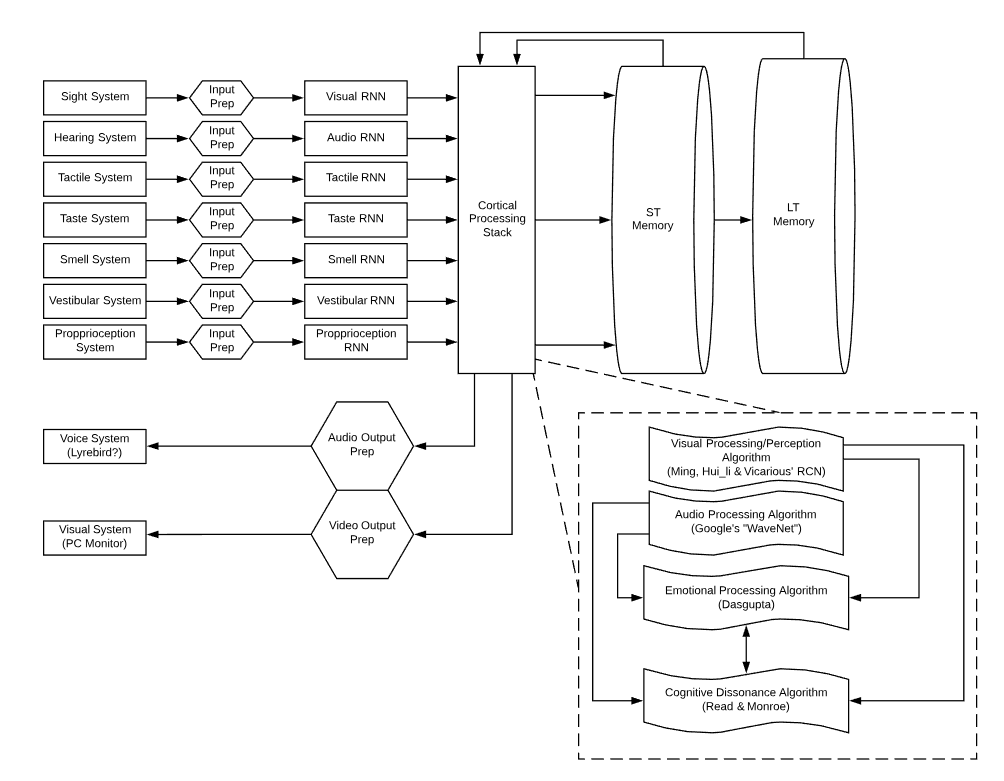 Sight System
Input
Prep
Visual RNN
Hearing System
Input
Prep
Audio RNN
Tactile System
Input
Prep
Tactile RNN
Taste System
Input
Prep
Taste RNN
Smell System
Input
Prep
Smell RNN
Vestibular System
Input
Prep
Vestibular RNN
Propprioception
System
Input
Prep
Propprioception
RNN
Cortical
Processing
Stack
ST
Memory
LT
Memory
Voice System
(Lyrebird?)
Audio Output
Prep
Visual System
(PC Monitor)
Video Output
Prep
Visual Processing/Perception
Algorithm
(Ming, Hui_li & Vicarious' RCN)
Audio Processing Algorithm
(Google's "WaveNet")
Emotional Processing Algorithm
(Dasgupta)
Cognitive Dissonance Algorithm
(Read & Monroe)